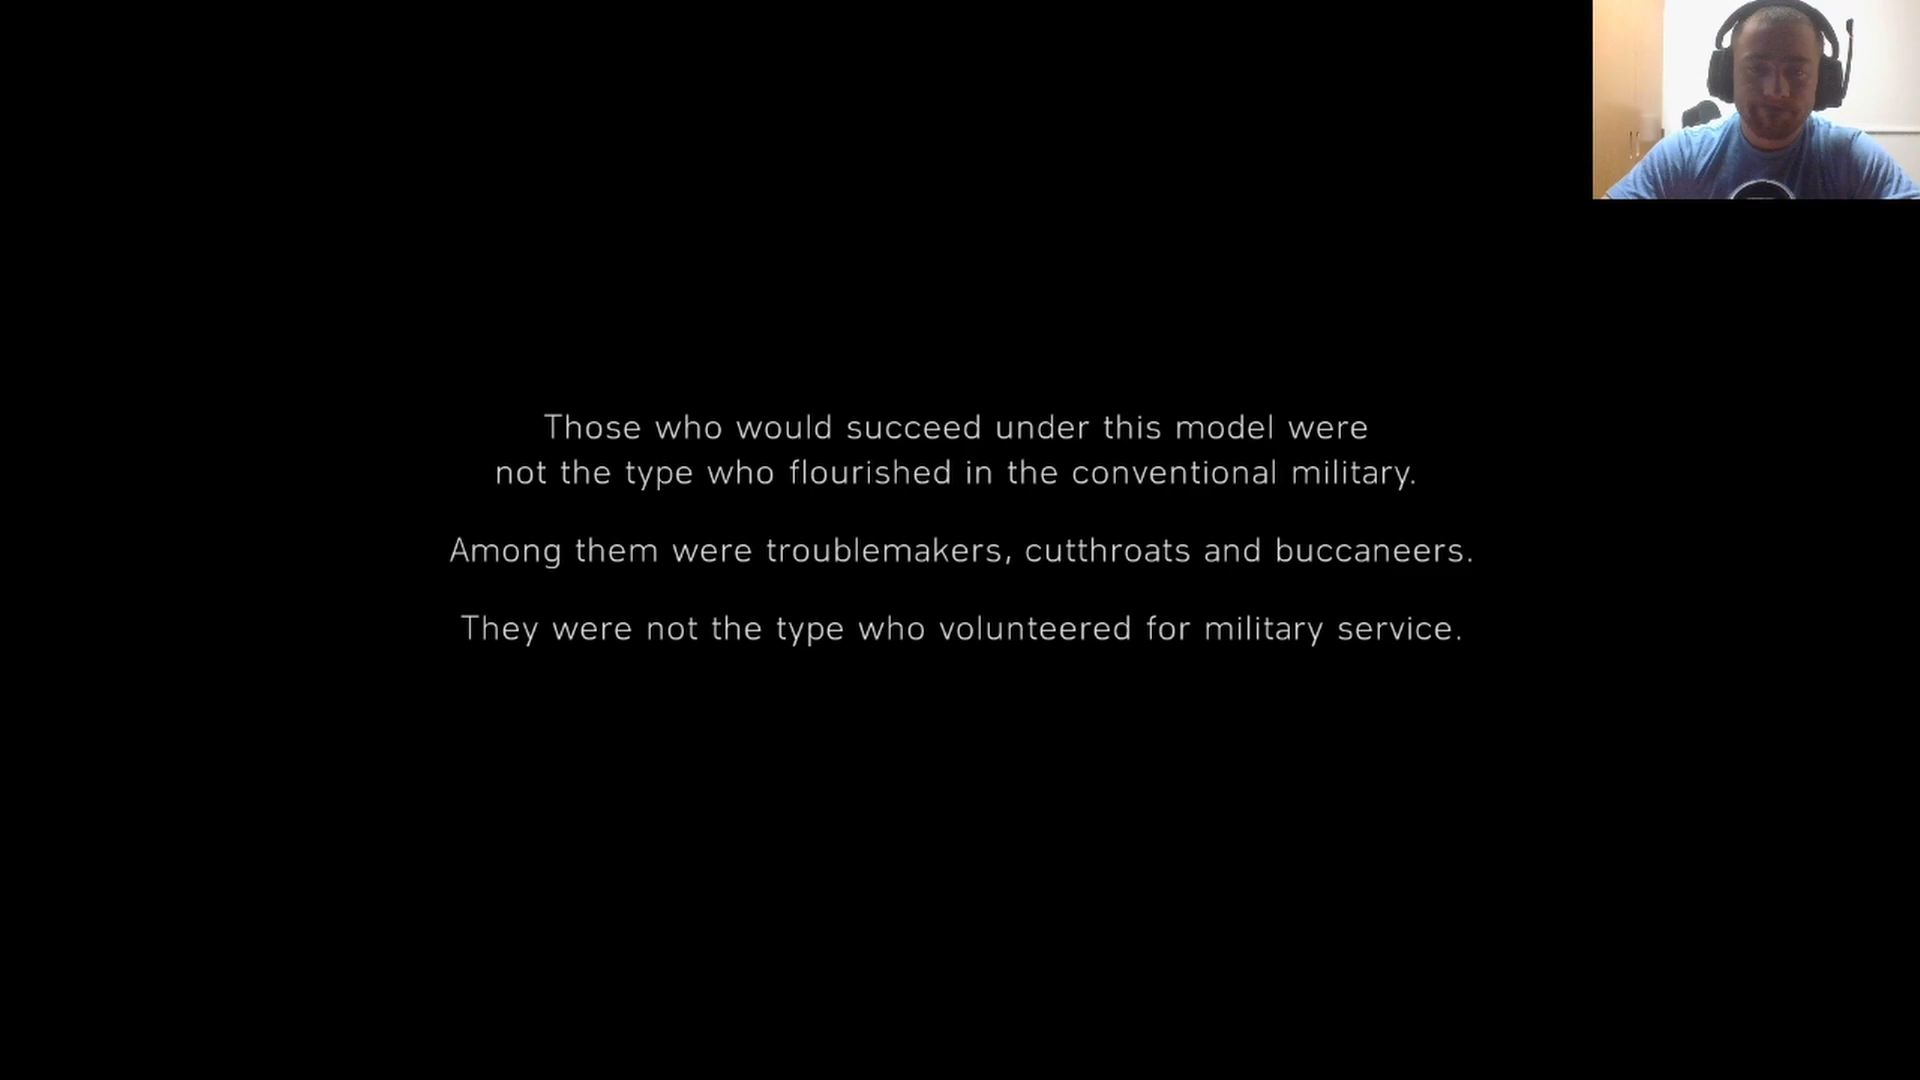 Those who would succeed under this model were
not the type who flourished in the conventional military.
Among them were troublemakers, cutthroats and buccaneers.
They were not the type who volunteered for military service.